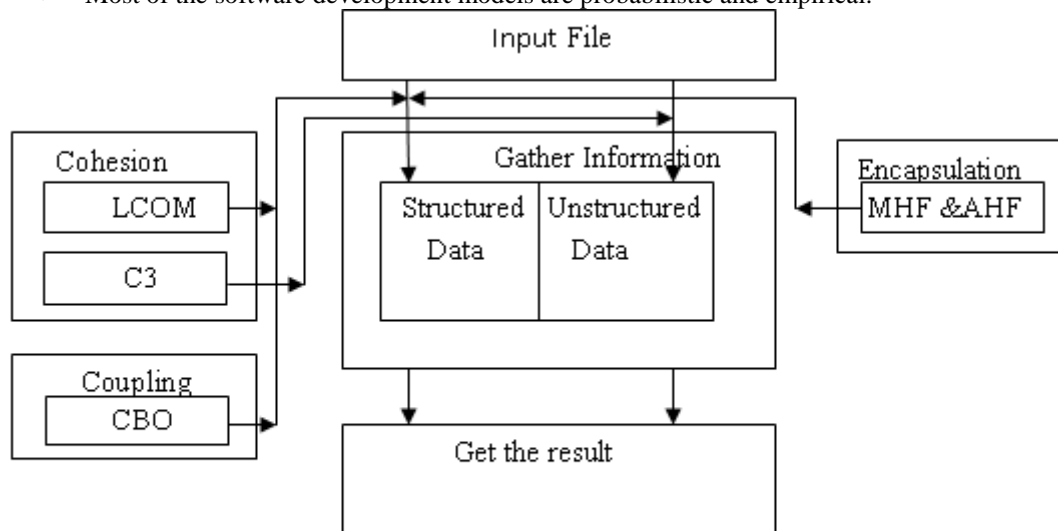 Most of the software development models are probabilistic and empirical.
Input File
Gather Information
Structured
Data
Unstructured
Data
Cohesion
LCOM
C3
Coupling
CBO
Encapsulation
MHF &AHF
Get the result